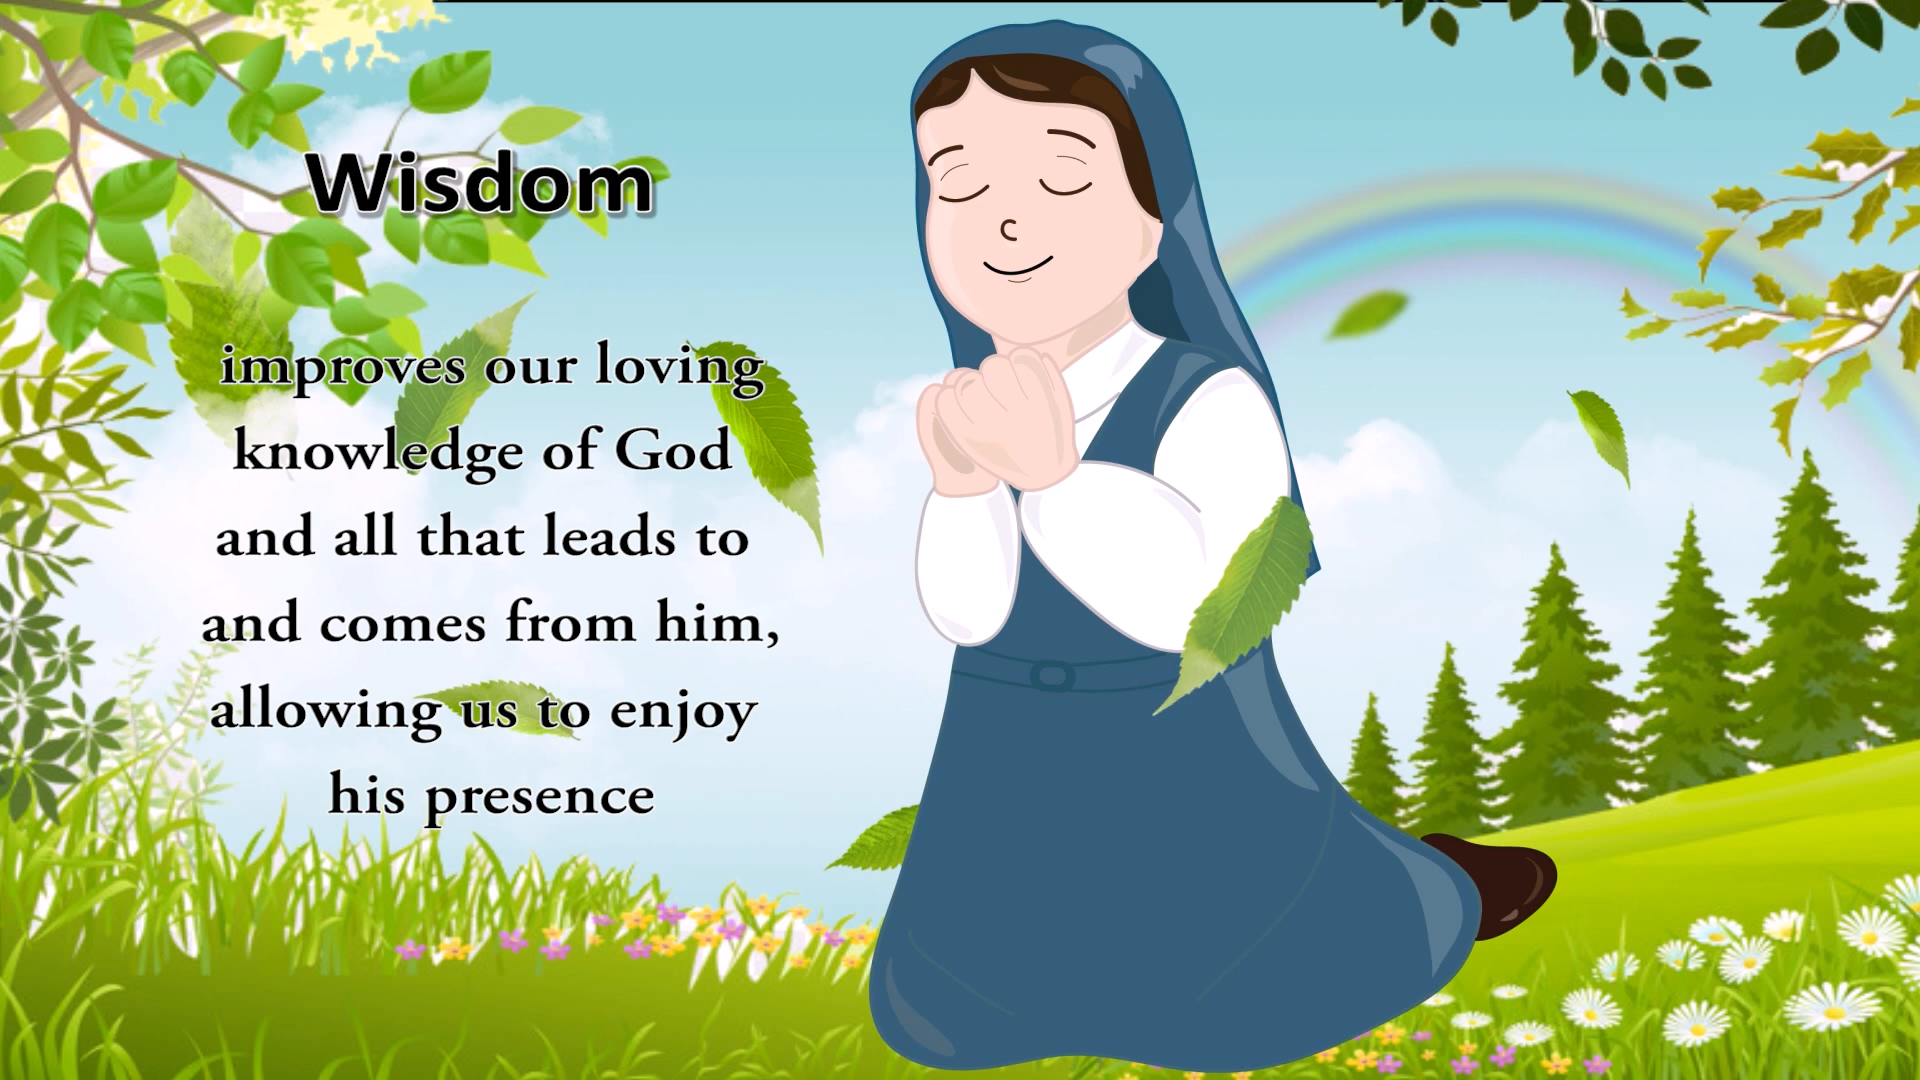 Wisdom
improves our loving
knowledge of God
and all that leads to
and comes from him,
allowing us to enjoy
his presence